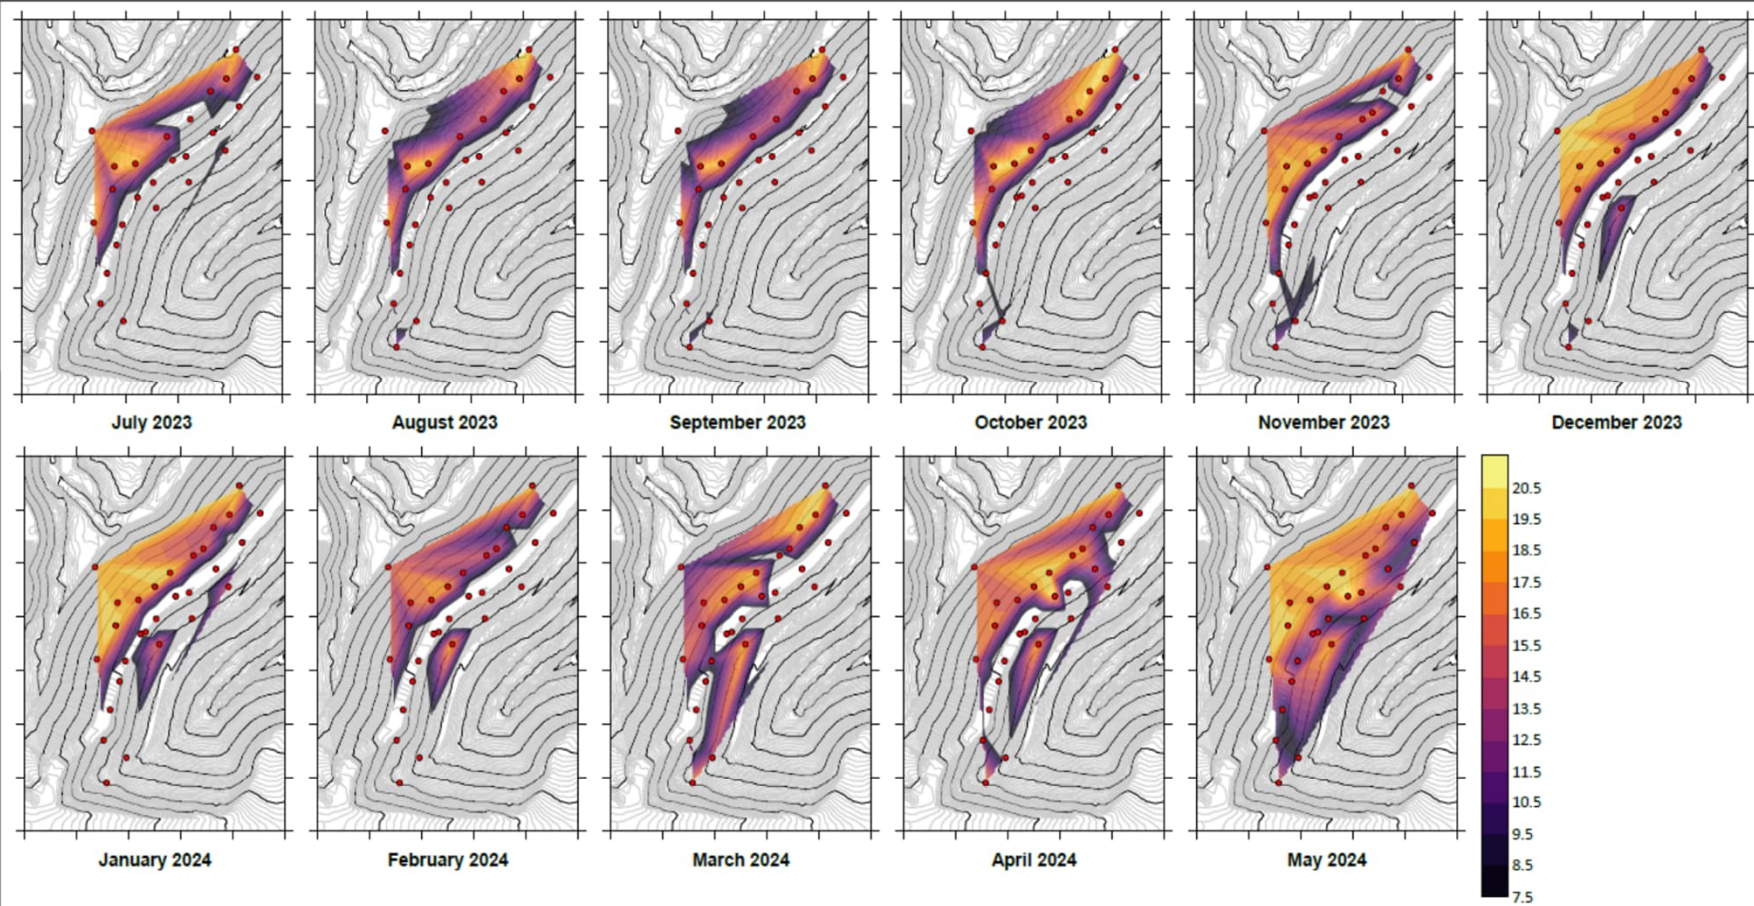 July 2023
August 2023
September 2023
October 2023
November 2023
December 2023
January 2024
February 2024
March 2024
April 2024
May 2024
20.5
19.5
18.5
17.5
16.5
15.5
14.5
13.5
12.5
11.5
10.5
9.5
8.5
7.5